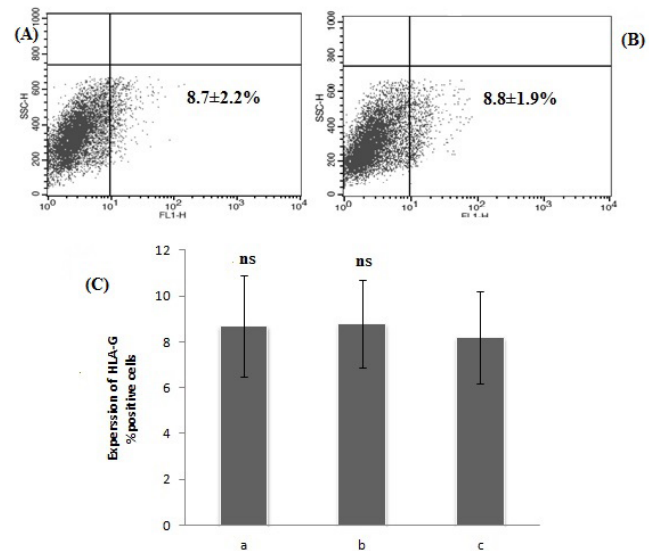 (A)
1000
800
600
400
200
0
SSC-H
8.7±2.2%
10⁰ 10¹ 10² 10³ 10⁴
FL1-H
(B)
1000
800
600
400
200
0
SSC-H
8.8±1.9%
10⁰ 10¹ 10² 10³ 10⁴
FL1-H
(C)
Experssion of HLA-G
%positive cells
12
10
8
6
4
2
0
ns ns
a b c